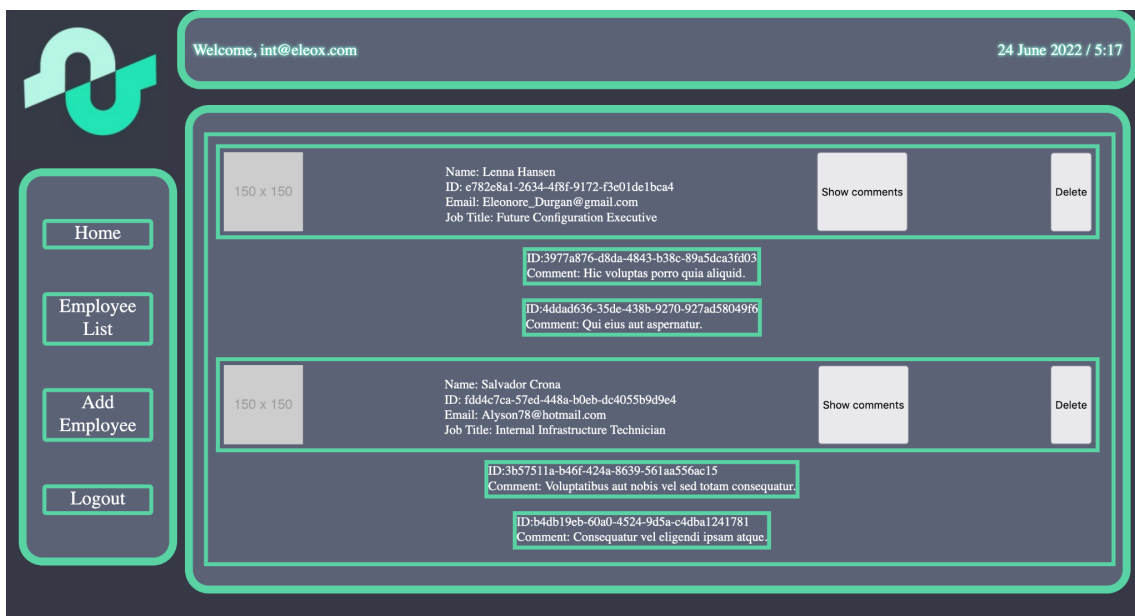 Welcome, int@eleox.com
24 June 2022 / 5:17
Home
Employee
List
Add
Employee
Logout
150 x 150
Name: Lenna Hansen
ID: e782e8a1-2634-4f8f-9172-f3e01de1bca4
Email: Eleonore_Durgan@gmail.com
Job Title: Future Configuration Executive
Show comments
Delete
ID:3977a876-d8da-4843-b38c-89a5dca3fd03
Comment: Hic voluptas porro quia aliquid.
ID:4ddad636-35de-438b-9270-927ad58049f6
Comment: Qui eius aut aspernatur.
150 x 150
Name: Salvador Crona
ID: fdd4c7ca-57ed-448a-b0eb-dc4055b9d9e4
Email: Alyson78@hotmail.com
Job Title: Internal Infrastructure Technician
Show comments
Delete
ID:3b57511a-b46f-424a-8639-561aa556ac15
Comment: Voluptatibus aut nobis vel sed totam consequatur.
ID:b4db19eb-60a0-4524-9d5a-c4dba1241781
Comment: Consequatur vel eligendi ipsam atque.